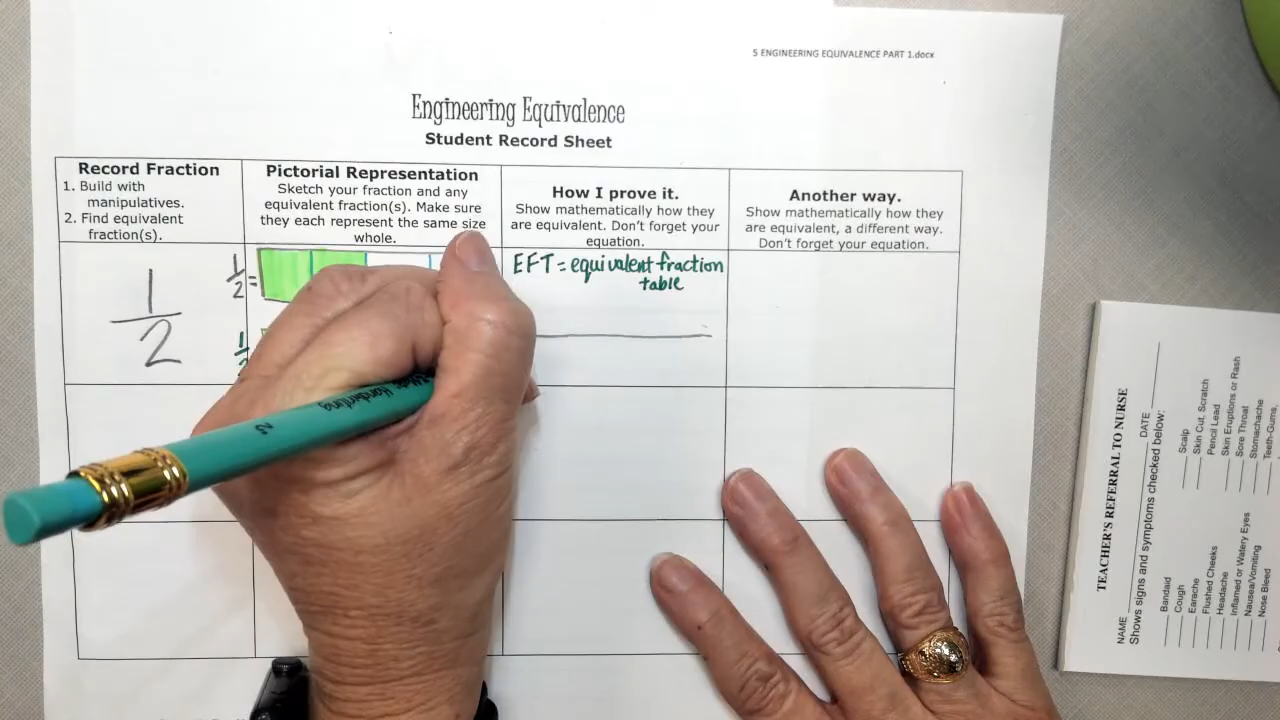 5 ENGINEERING EQUIVALENCE PART 1.docx
Engineering Equivalence
Student Record Sheet
Record Fraction
1. Build with
manipulatives.
2. Find equivalent
fraction(s).
Pictorial Representation
Sketch your fraction and any
equivalent fraction(s). Make sure
they each represent the same size
whole.
How I prove it.
Show mathematically how they
are equivalent. Don't forget your
equation.
Another way.
Show mathematically how they
are equivalent, a different way.
Don't forget your equation.
1
2
1
2
=
1
EFT = equivalent fraction
table
Handwriting
2
TEACHER'S REFERRAL TO NURSE
NAME DATE
Shows signs and symptoms checked below:
Bandaid
Cough
Earache
Flushed Cheeks
Headache
Inflamed or Watery Eyes
Nausea/Vomiting
Nose Bleed
Scalp
Skin Cut, Scratch
Pencil Lead
Skin Eruptions or Rash
Sore Throat
Stomachache
Teeth-Gums,